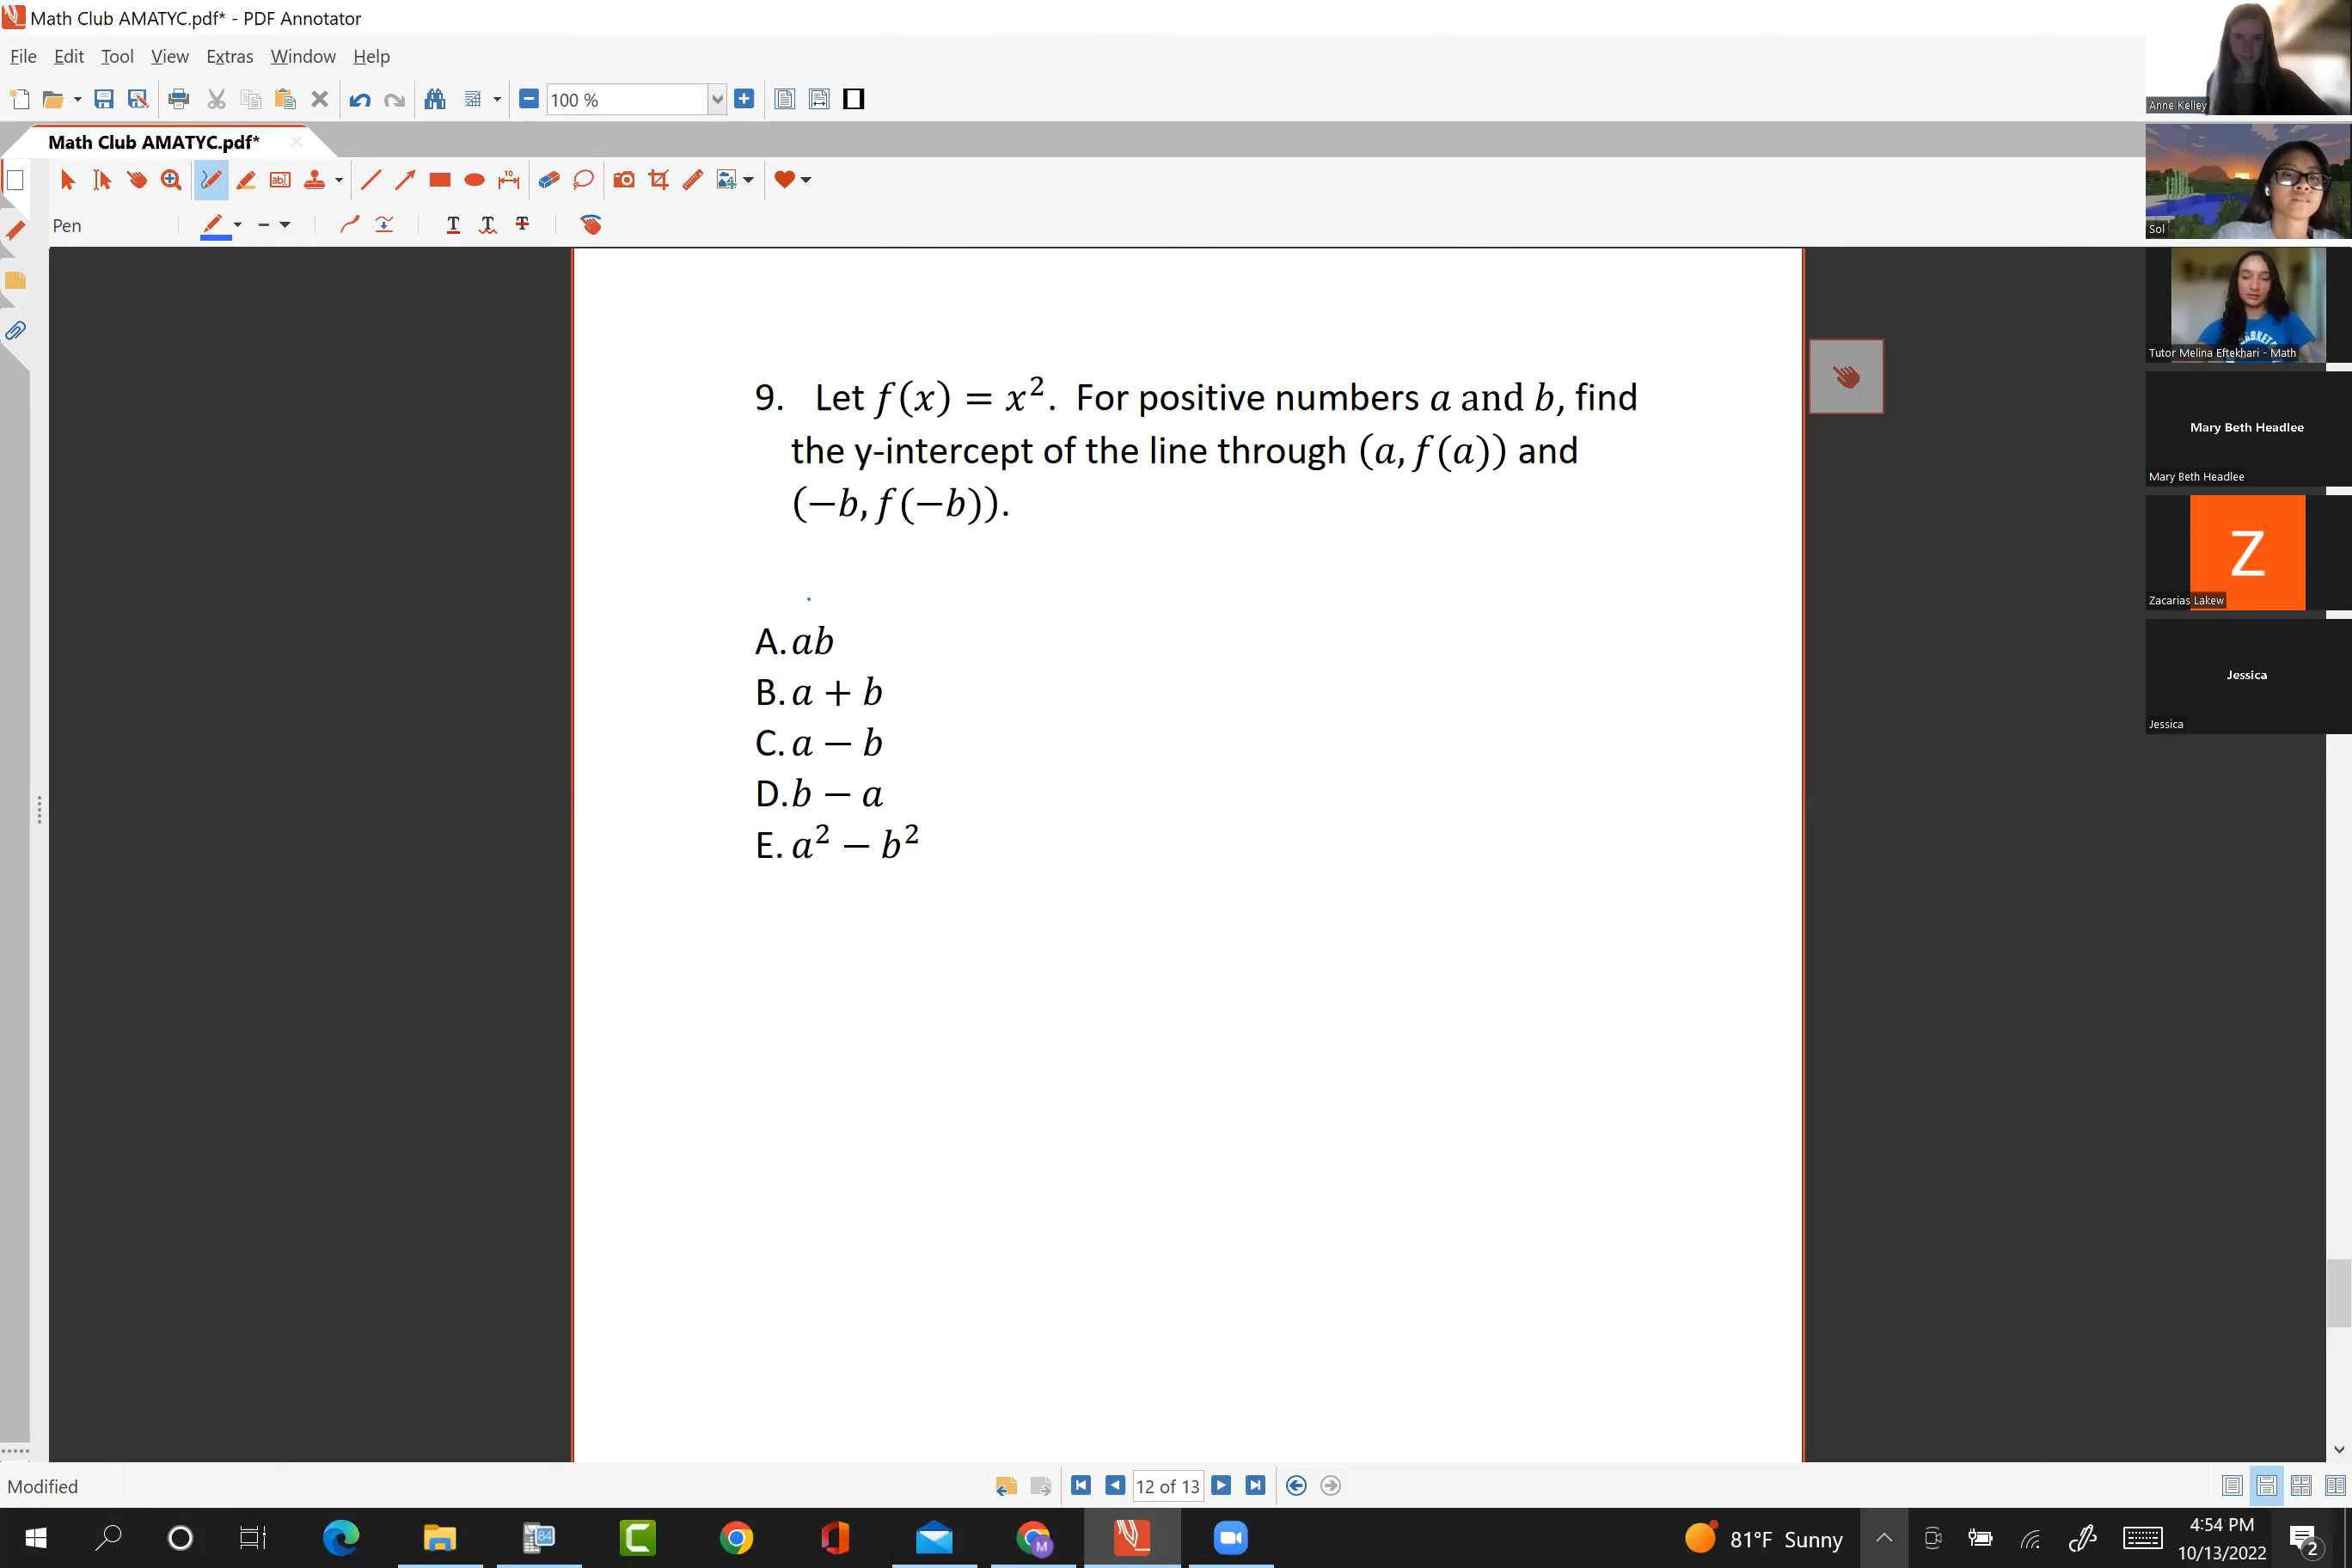 Math Club AMATYC.pdf* - PDF Annotator
File Edit Tool View Extras Window Help
100 %
Math Club AMATYC.pdf*
Pen
9. Let f(x) = x². For positive numbers a and b, find
the y-intercept of the line through (a, f(a)) and
(−b, f(−b)).
A. ab
B. a + b
C. a − b
D. b − a
E. a² − b²
Anne Kelley
Sol
Tutor Melina Eftekhari - Math
Mary Beth Headlee
Mary Beth Headlee
Z
Zacarias Lakew
Jessica
Jessica
Modified
12 of 13
84
M
81°F Sunny
4:54 PM
10/13/2022
2